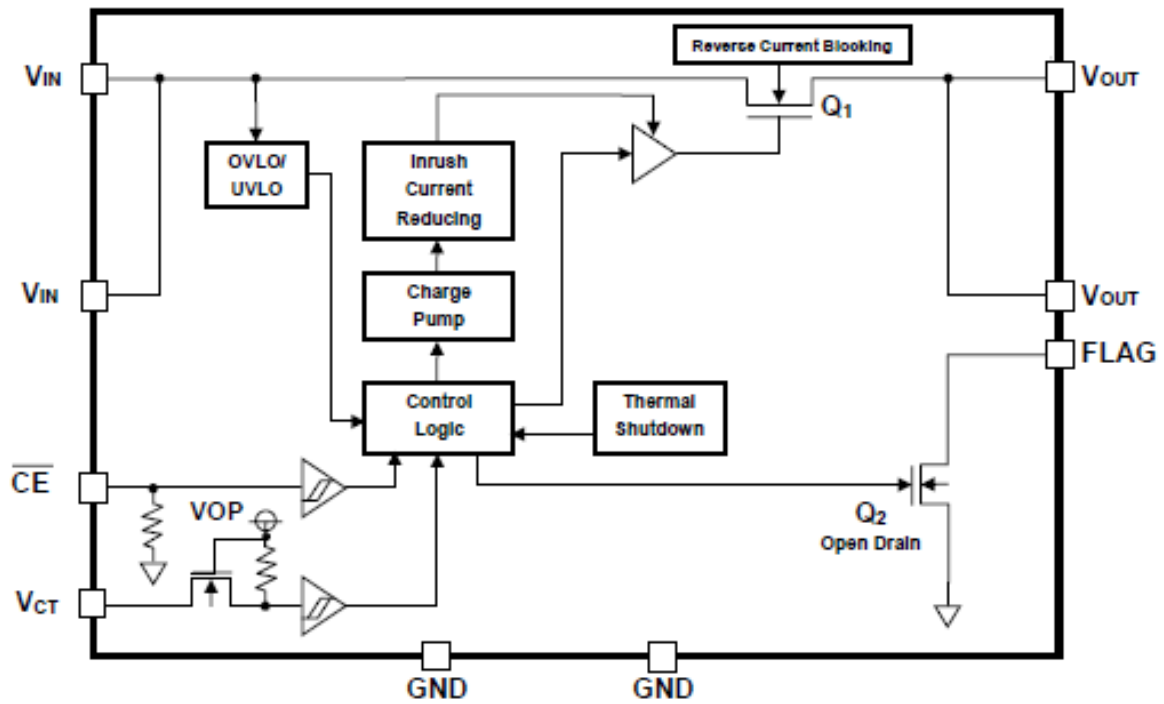 Reverse Current Blooking
VIN
VOUT
Q1
OVLO/
UVLO
Inrush
Current
Reducing
VIN
Charge
Pump
VOUT
FLAG
Control
Logic
Thermal
Shutdown
CE
VOP
Q2
Open Drain
VCT
GND
GND